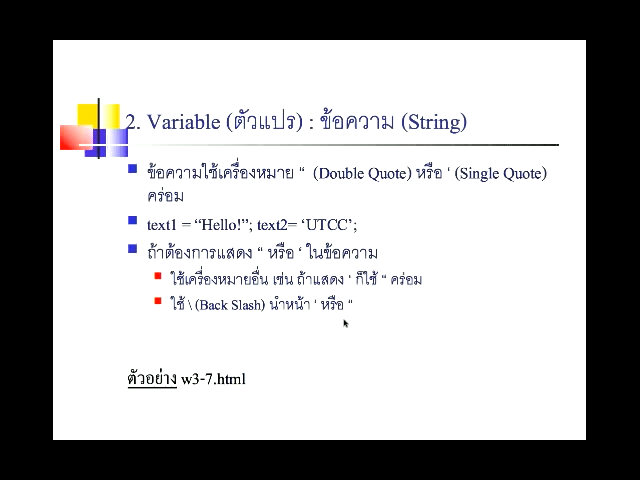 2. Variable (ตัวแปร) : ข้อความ (String)
ข้อความใช้เครื่องหมาย “ (Double Quote) หรือ ‘ (Single Quote)
คร่อม
text1 = “Hello!”; text2= ‘UTCC’;
ถ้าต้องการแสดง “ หรือ ‘ ในข้อความ
ใช้เครื่องหมายอื่น เช่น ถ้าแสดง ‘ ก็ใช้ “ คร่อม
ใช้ \ (Back Slash) นำหน้า ‘ หรือ “
ตัวอย่าง w3-7.html